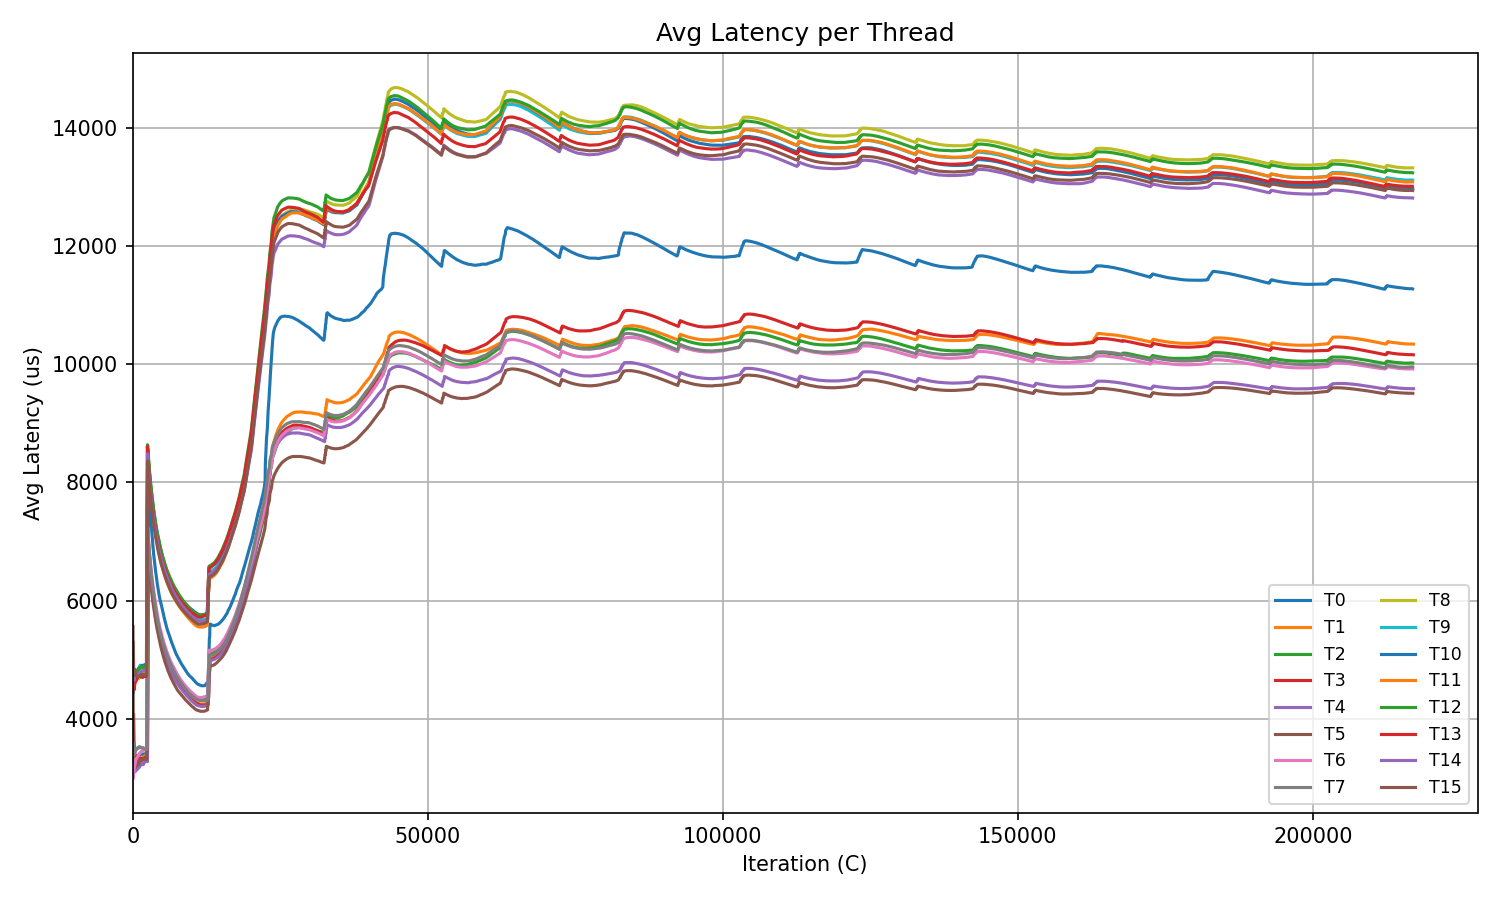 Avg Latency per Thread
Avg Latency (us)
14000
12000
10000
8000
6000
4000
0
50000
100000
150000
200000
Iteration (C)
T0
T1
T2
T3
T4
T5
T6
T7
T8
T9
T10
T11
T12
T13
T14
T15